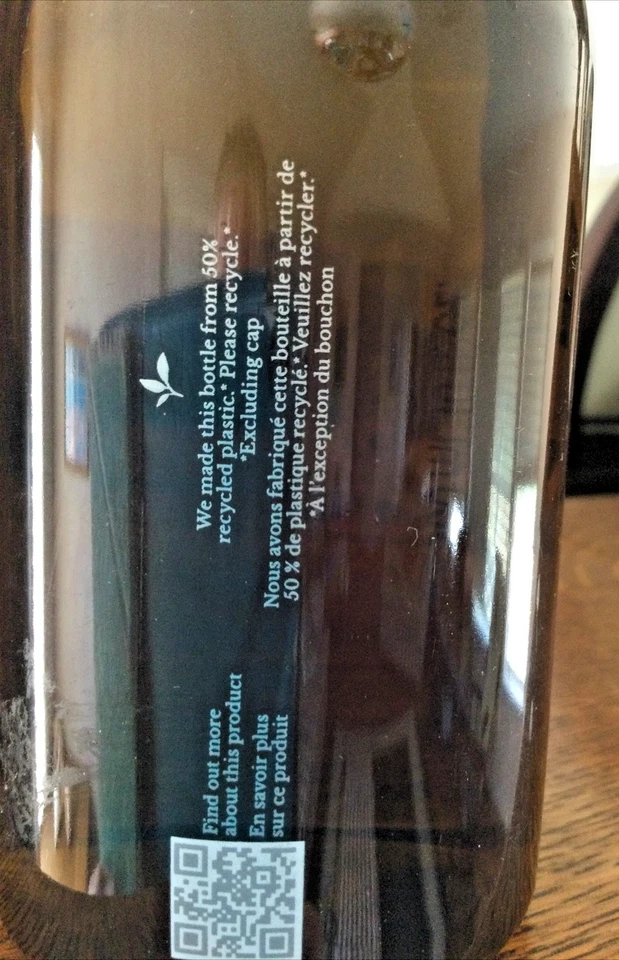 We made this bottle from 50%
recycled plastic.* Please recycle.*
*Excluding cap
Nous avons fabriqué cette bouteille à partir de
50 % de plastique recyclé.* Veuillez recycler.*
*À l'exception du bouchon
Find out more
about this product
En savoir plus
sur ce produit